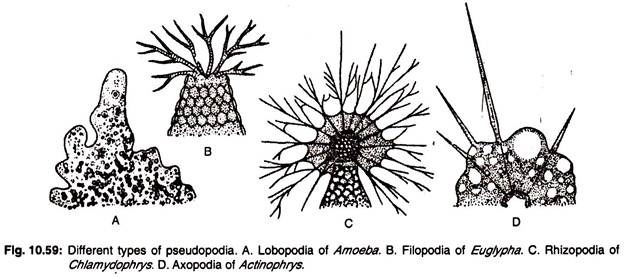 A
B
C
D
Fig. 10.59: Different types of pseudopodia. A. Lobopodia of Amoeba. B. Filopodia of Euglypha. C. Rhizopodia of
Chlamydophrys. D. Axopodia of Actinophrys.